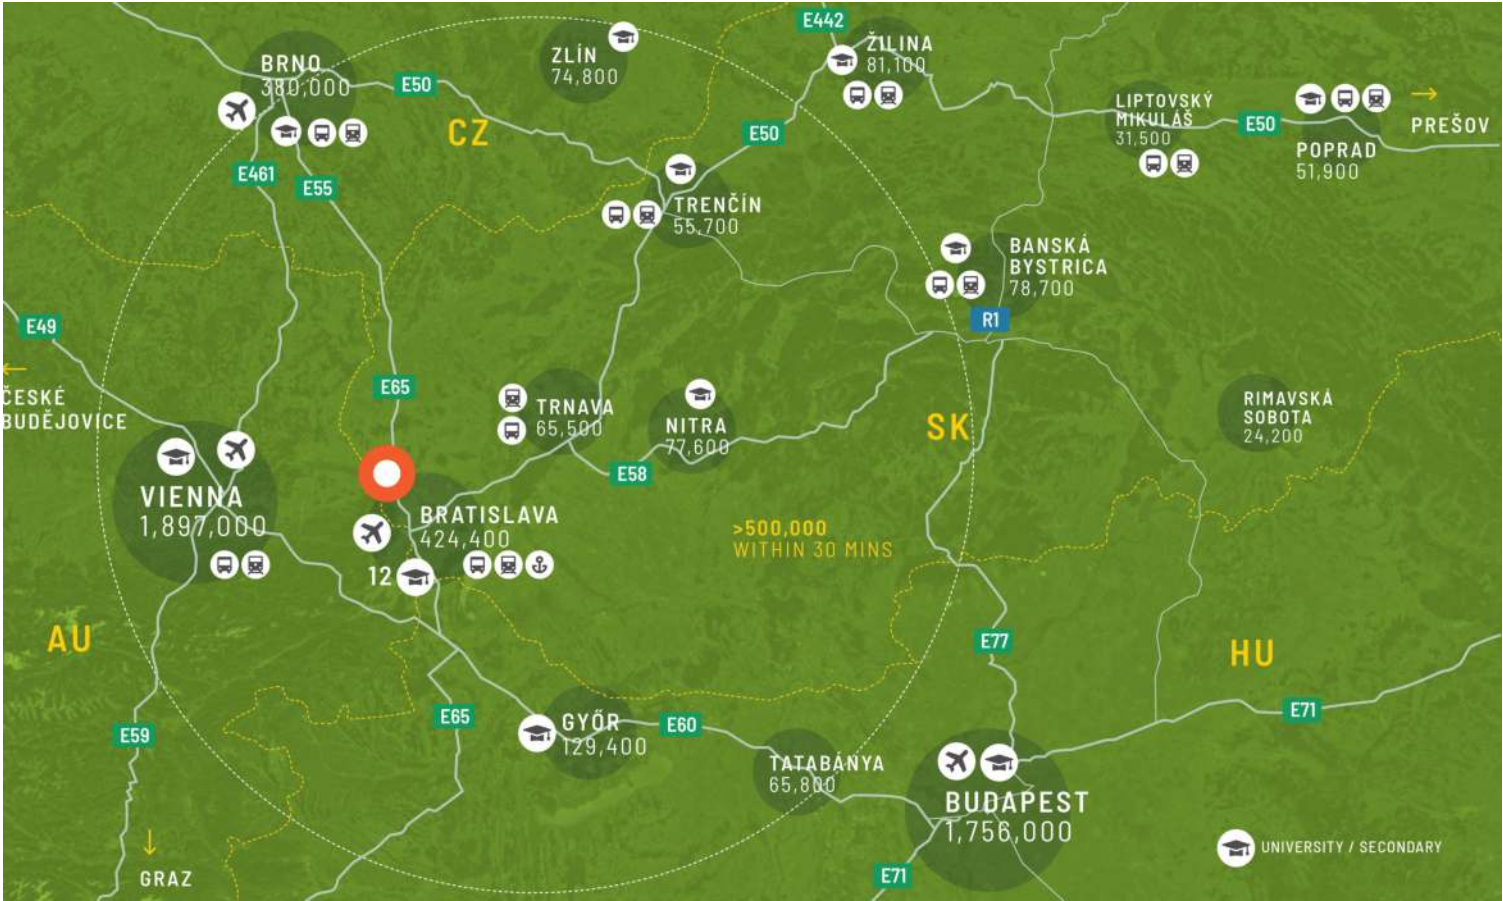 E442
ZLÍN
74,800
ŽILINA
81,100
BRNO
380,000
E50
CZ
E50
LIPTOVSKÝ
MIKULÁŠ
31,500
E50
PREŠOV
POPRAD
51,900
E461
E55
TRENČÍN
55,700
BANSKÁ
BYSTRICA
78,700
R1
E49
ČESKÉ
BUDĚJOVICE
E65
TRNAVA
65,500
NITRA
77,600
E58
SK
RIMAVSKÁ
SOBOTA
24,200
VIENNA
1,897,000
BRATISLAVA
424,400
12
>500,000
WITHIN 30 MINS
AU
E77
HU
E59
E65
GYŐR
129,400
E60
E71
TATABÁNYA
65,800
BUDAPEST
1,756,000
GRAZ
E71
UNIVERSITY / SECONDARY